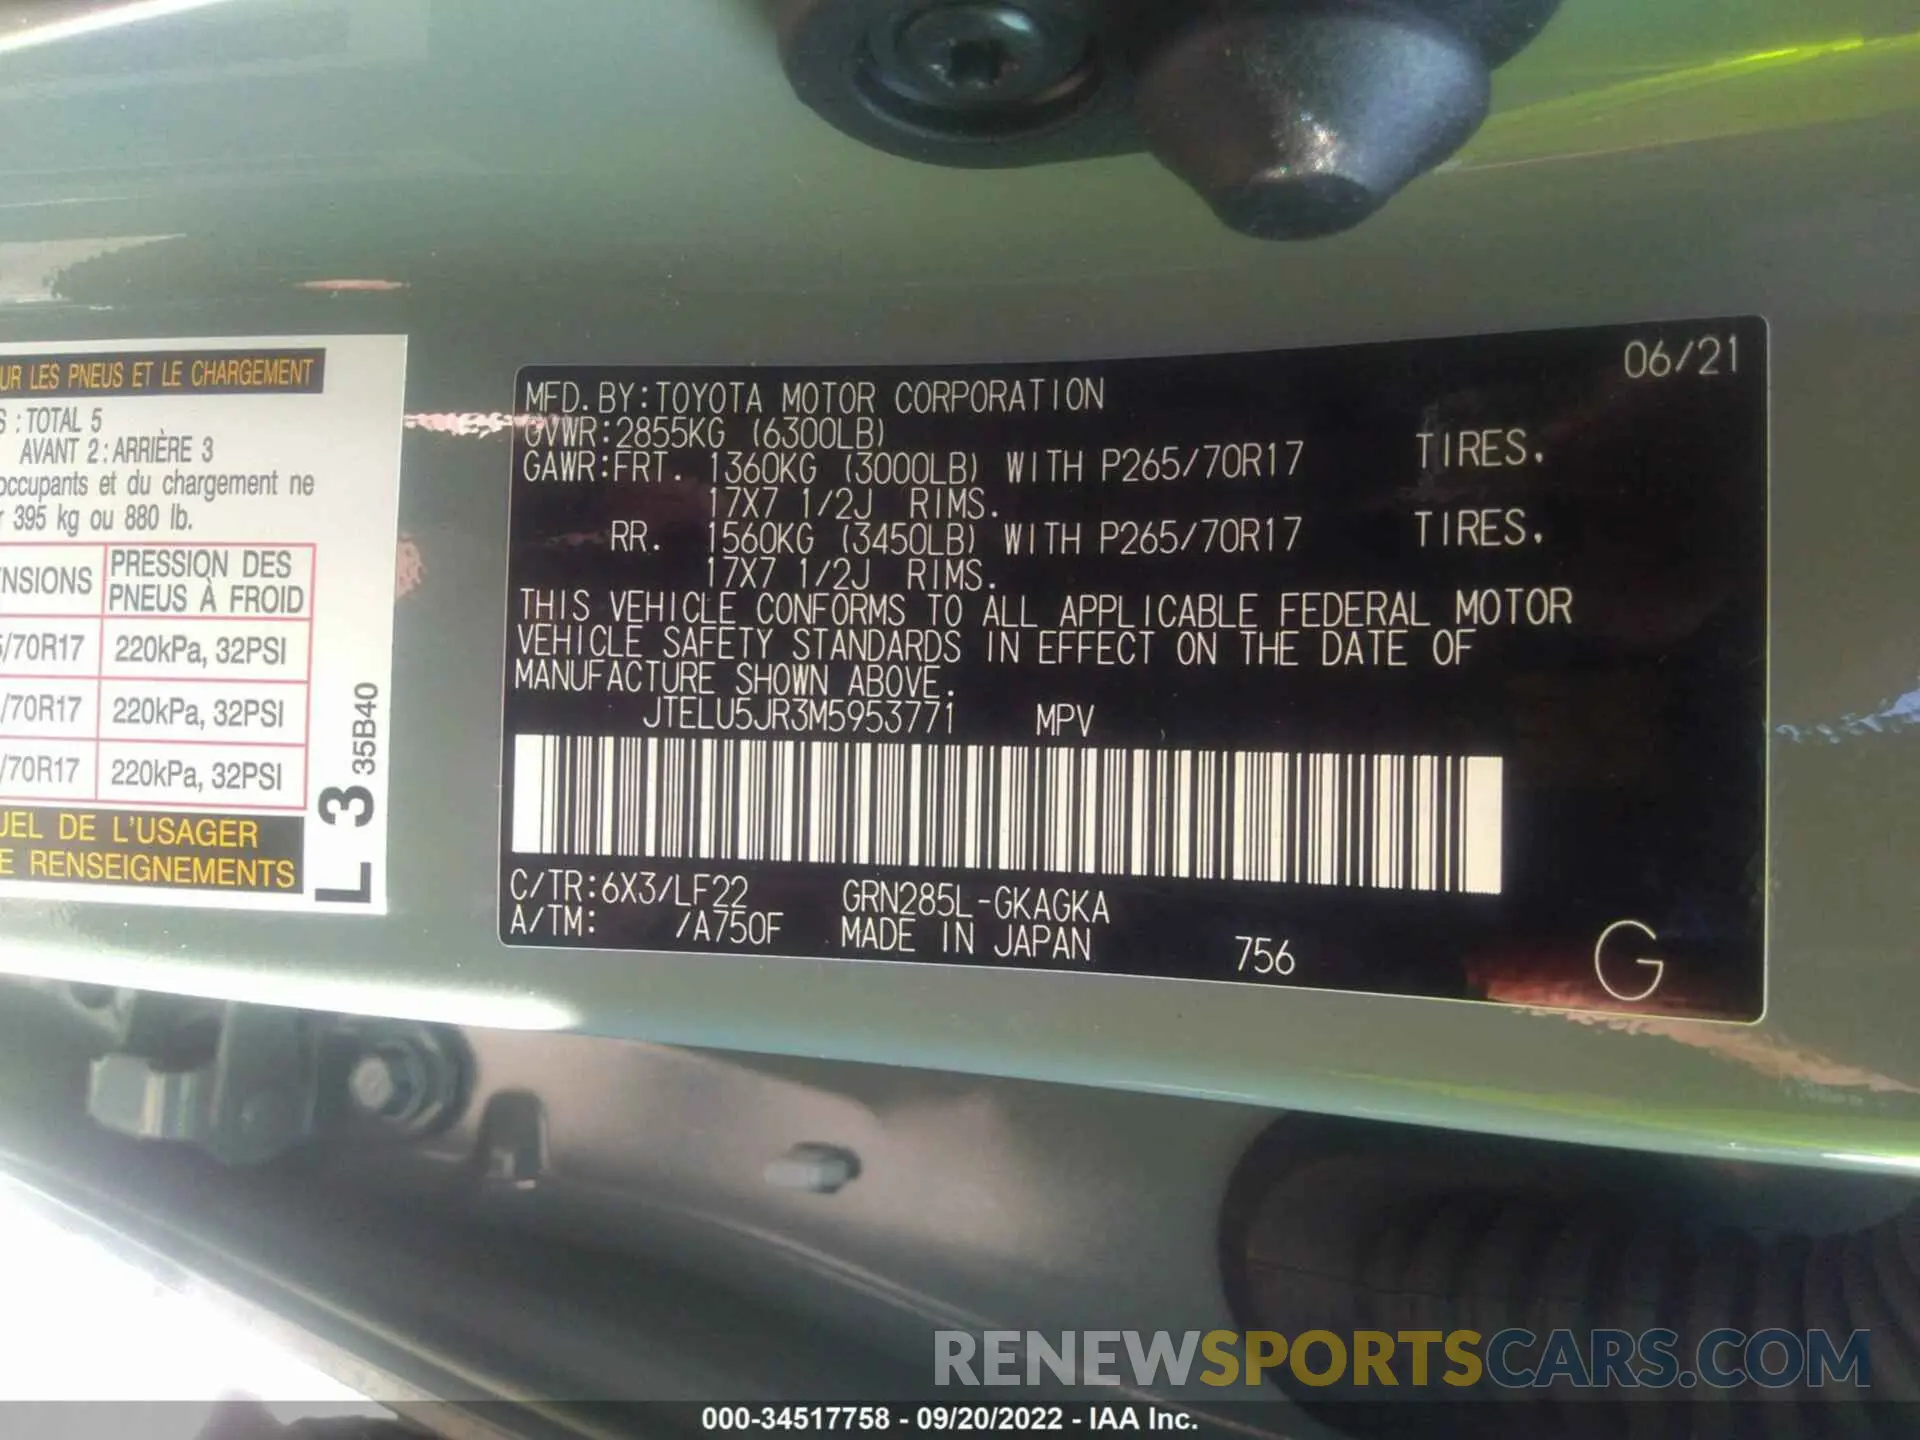 UR LES PNEUS ET LE CHARGEMENT
S : TOTAL 5
AVANT 2 : ARRIÈRE 3
occupants et du chargement ne
r 395 kg ou 880 lb.
NSIONS PRESSION DES PNEUS À FROID
/70R17 220kPa, 32PSI
/70R17 220kPa, 32PSI
/70R17 220kPa, 32PSI
UEL DE L'USAGER
E RENSEIGNEMENTS
L 3 35B40
06/21
MFD. BY:TOYOTA MOTOR CORPORATION
GVWR:2855KG (6300LB)
GAWR:FRT. 1360KG (3000LB) WITH P265/70R17 TIRES.
17X7 1/2J RIMS.
RR. 1560KG (3450LB) WITH P265/70R17 TIRES.
17X7 1/2J RIMS.
THIS VEHICLE CONFORMS TO ALL APPLICABLE FEDERAL MOTOR
VEHICLE SAFETY STANDARDS IN EFFECT ON THE DATE OF
MANUFACTURE SHOWN ABOVE.
JTELU5JR3M5953771 MPV
C/TR:6X3/LF22 GRN285L-GKAGKA
A/TM: /A750F MADE IN JAPAN 756 G
RENEWSPORTSCARS.COM
000-34517758 - 09/20/2022 - IAA Inc.